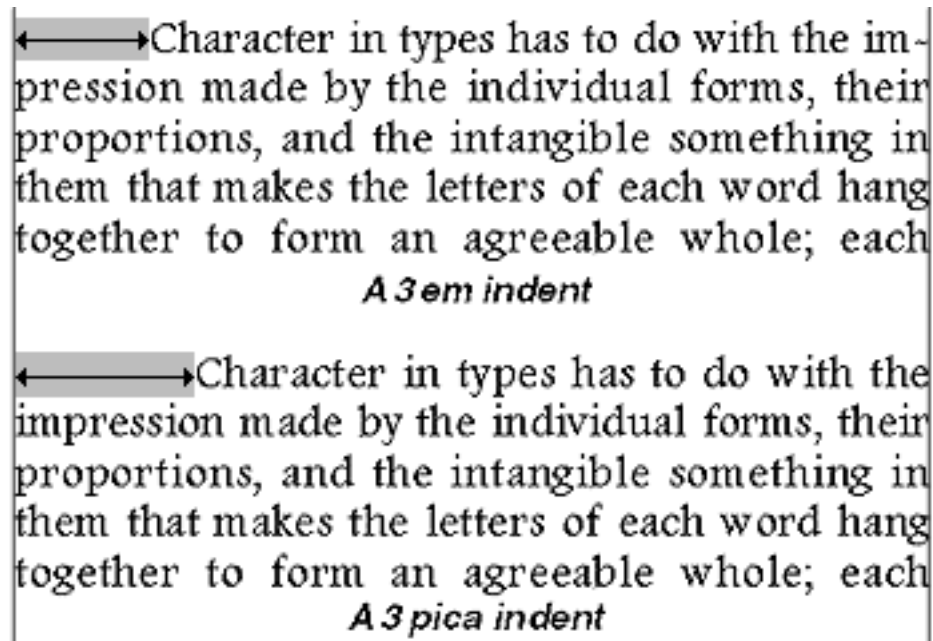 Character in types has to do with the im-
pression made by the individual forms, their
proportions, and the intangible something in
them that makes the letters of each word hang
together to form an agreeable whole; each
A 3 em indent
Character in types has to do with the
impression made by the individual forms, their
proportions, and the intangible something in
them that makes the letters of each word hang
together to form an agreeable whole; each
A 3 pica indent